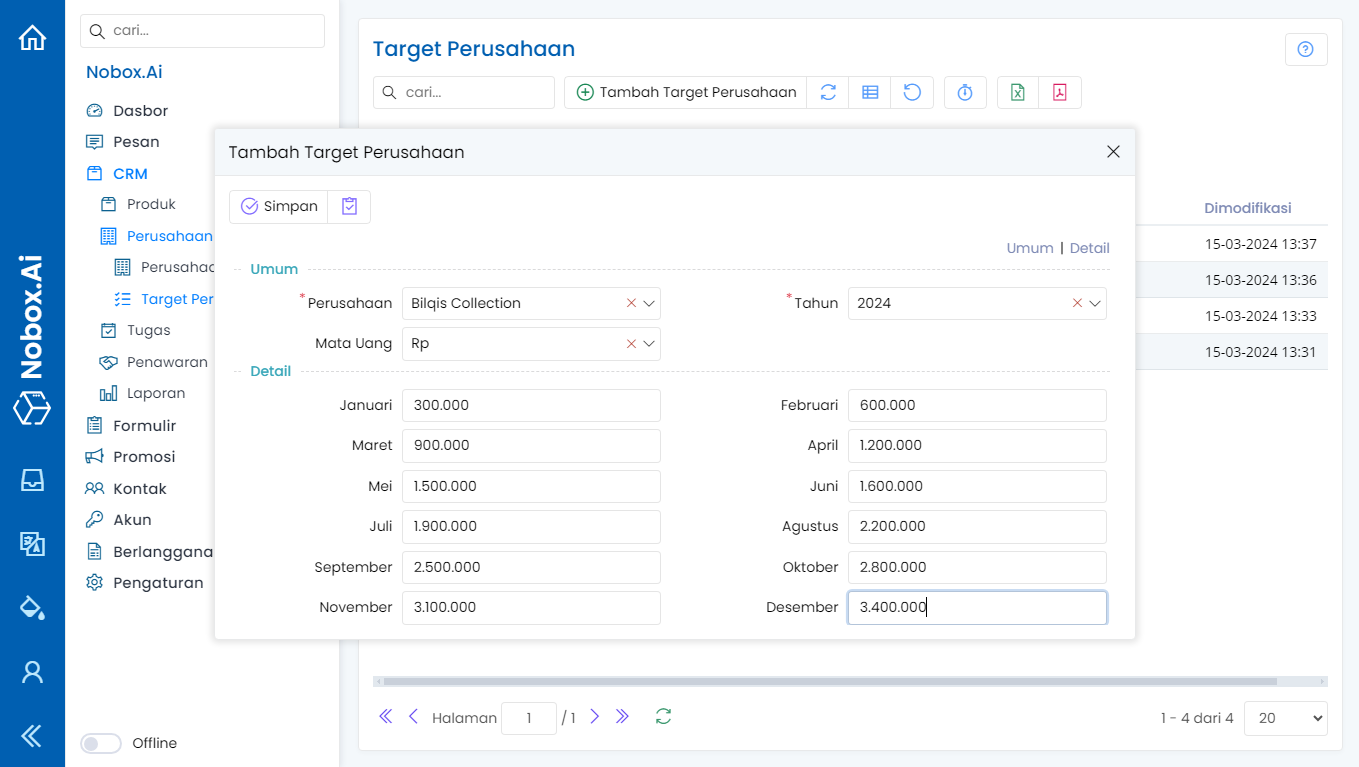 cari...
Nobox.Ai
Dasbor
Pesan
CRM
Produk
Perusahaan
Perusahaa
Target Per
Tugas
Penawaran
Laporan
Formulir
Promosi
Kontak
Akun
Berlanggana
Pengaturan
Offline
Nobox.Ai
Target Perusahaan
cari...
Tambah Target Perusahaan
Dimodifikasi
15-03-2024 13:37
15-03-2024 13:36
15-03-2024 13:33
15-03-2024 13:31
Tambah Target Perusahaan
Simpan
Umum | Detail
Umum
* Perusahaan Bilqis Collection
* Tahun 2024
Mata Uang Rp
Detail
Januari 300.000
Februari 600.000
Maret 900.000
April 1.200.000
Mei 1.500.000
Juni 1.600.000
Juli 1.900.000
Agustus 2.200.000
September 2.500.000
Oktober 2.800.000
November 3.100.000
Desember 3.400.000
Halaman 1 / 1
1 - 4 dari 4 20